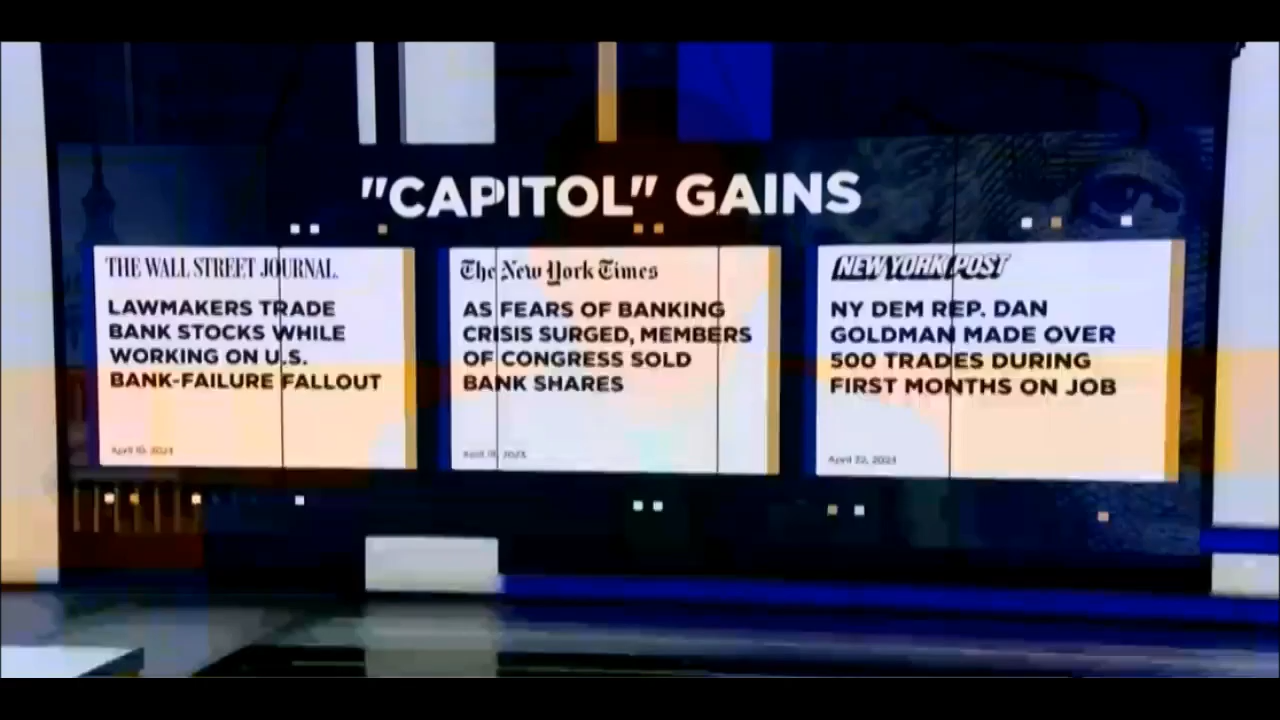 "CAPITOL" GAINS
THE WALL STREET JOURNAL.
LAWMAKERS TRADE
BANK STOCKS WHILE
WORKING ON U.S.
BANK-FAILURE FALLOUT
The New York Times
AS FEARS OF BANKING
CRISIS SURGED, MEMBERS
OF CONGRESS SOLD
BANK SHARES
NEW YORK POST
NY DEM REP. DAN
GOLDMAN MADE OVER
500 TRADES DURING
FIRST MONTHS ON JOB